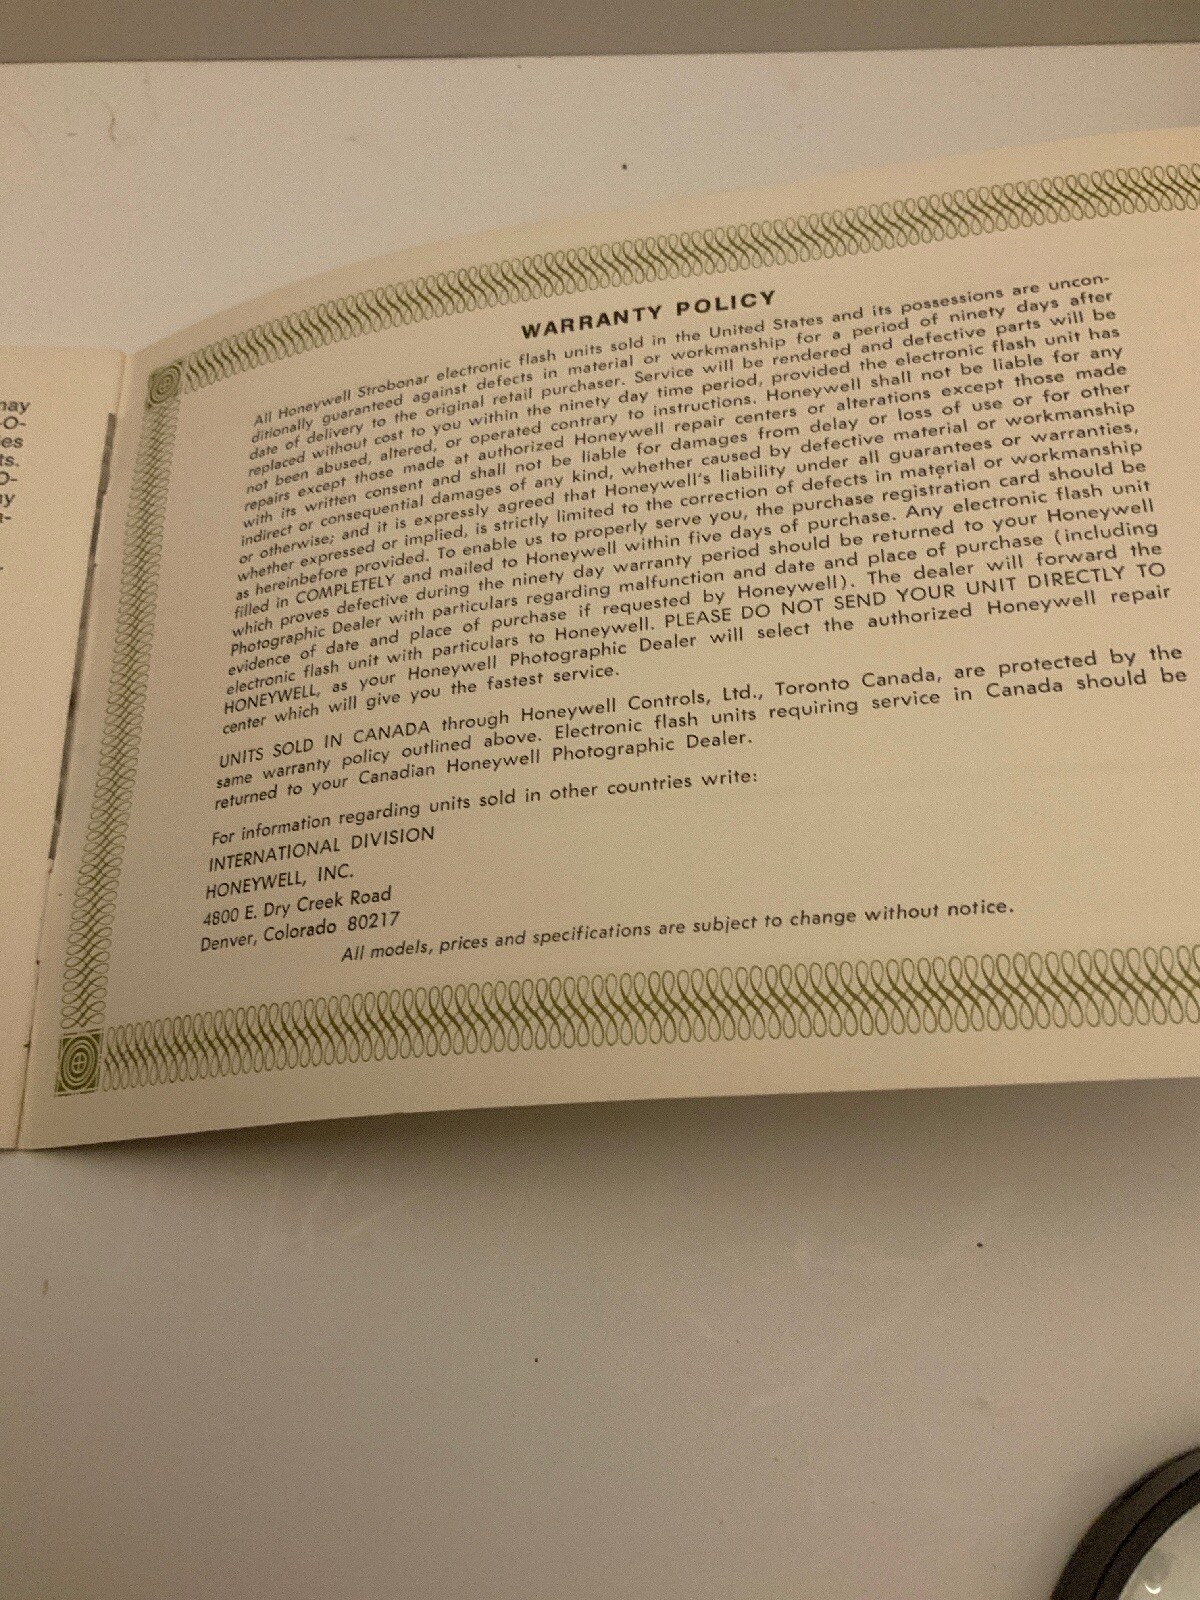 nay
-O-
ies
ts.
O-
ny
a-
WARRANTY POLICY
All Honeywell Strobonar electronic flash units sold in the United States and its possessions are uncon-
ditionally guaranteed against defects in material or workmanship for a period of ninety days after
date of delivery to the original retail purchaser. Service will be rendered and defective parts will be
replaced without cost to you within the ninety day time period, provided the electronic flash unit has
not been abused, altered, or operated contrary to instructions. Honeywell shall not be liable for any
repairs except those made at authorized Honeywell repair centers or alterations except those made
with its written consent and shall not be liable for damages from delay or loss of use or for other
indirect or consequential damages of any kind, whether caused by defective material or workmanship
or otherwise; and it is expressly agreed that Honeywell's liability under all guarantees or warranties,
whether expressed or implied, is strictly limited to the correction of defects in material or workmanship
as hereinbefore provided. To enable us to properly serve you, the purchase registration card should be
filled in COMPLETELY and mailed to Honeywell within five days of purchase. Any electronic flash unit
which proves defective during the ninety day warranty period should be returned to your Honeywell
Photographic Dealer with particulars regarding malfunction and date and place of purchase (including
evidence of date and place of purchase if requested by Honeywell). The dealer will forward the
electronic flash unit with particulars to Honeywell. PLEASE DO NOT SEND YOUR UNIT DIRECTLY TO
HONEYWELL, as your Honeywell Photographic Dealer will select the authorized Honeywell repair
center which will give you the fastest service.
UNITS SOLD IN CANADA through Honeywell Controls, Ltd., Toronto Canada, are protected by the
same warranty policy outlined above. Electronic flash units requiring service in Canada should be
returned to your Canadian Honeywell Photographic Dealer.
For information regarding units sold in other countries write:
INTERNATIONAL DIVISION
HONEYWELL, INC.
4800 E. Dry Creek Road
Denver, Colorado 80217
All models, prices and specifications are subject to change without notice.